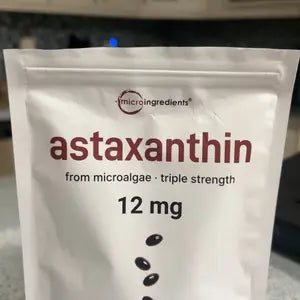 microingredients®
astaxanthin
from microalgae · triple strength
12 mg